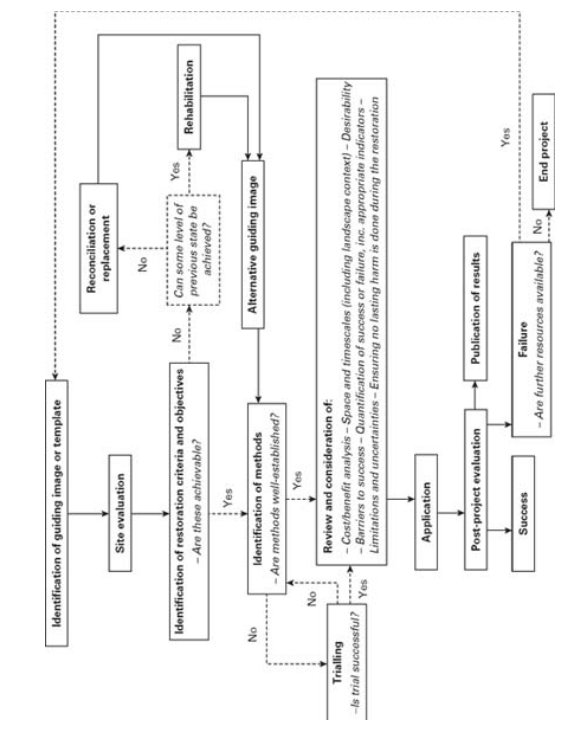 Identification of guiding image or template
Site evaluation
Identification of restoration criteria and objectives
– Are these achievable?
No
Can some level of
previous state be
achieved?
No
Reconciliation or
replacement
Yes
Rehabilitation
Alternative guiding image
Yes
Identification of methods
– Are methods well-established?
No
Trialling
–Is trial successful?
No
Yes
Yes
Review and consideration of:
– Cost/benefit analysis – Space and timescales (including landscape context) – Desirability
– Barriers to success – Quantification of success or failure, inc. appropriate indicators –
Limitations and uncertainties – Ensuring no lasting harm is done during the restoration
Application
Post-project evaluation
Publication of results
Success
Failure
– Are further resources available?
No
End project
Yes